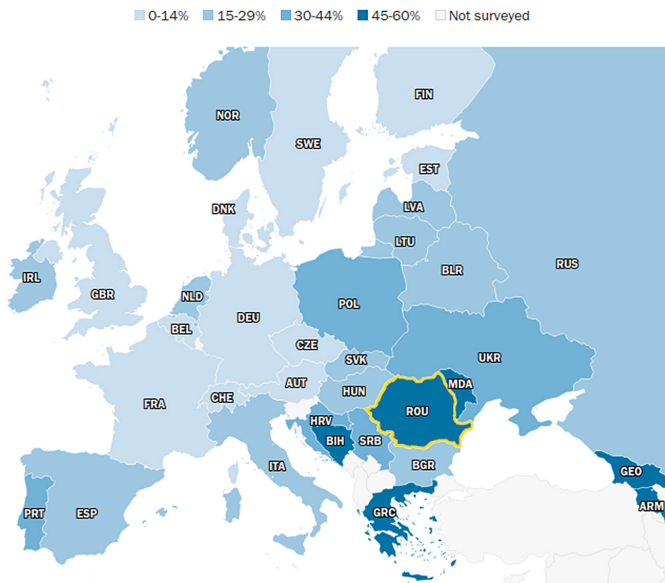 0-14% 15-29% 30-44% 45-60% Not surveyed
FIN
NOR
SWE
EST
DNK
LVA
LTU
RUS
BLR
IRL
GBR
NLD
POL
DEU
BEL
CZE
UKR
SVK
AUT
MDA
HUN
CHE
FRA
ROU
HRV
BIH
SRB
BGR
ITA
GEO
PRT
ESP
GRC
ARM